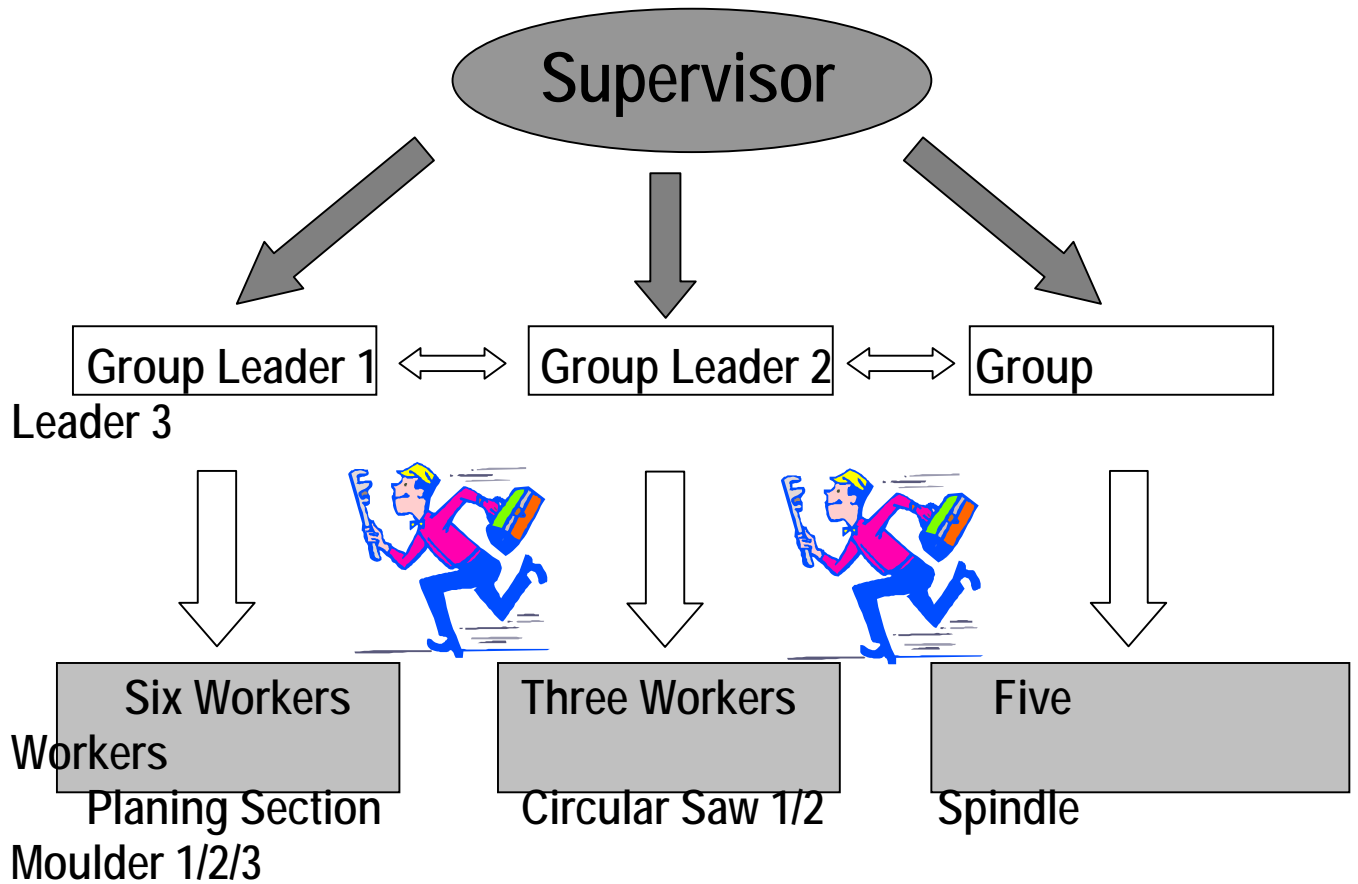 Supervisor
Group Leader 1 Group Leader 2 Group
Leader 3
Six Workers Three Workers Five
Workers
Planing Section Circular Saw 1/2 Spindle
Moulder 1/2/3